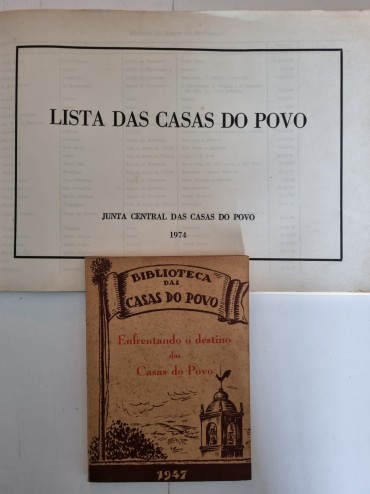 LISTA DAS CASAS DO POVO
JUNTA CENTRAL DAS CASAS DO POVO
1974
BIBLIOTECA
DAS
CASAS DO POVO
Enfrentando o destino
das
Casas do Povo
1947